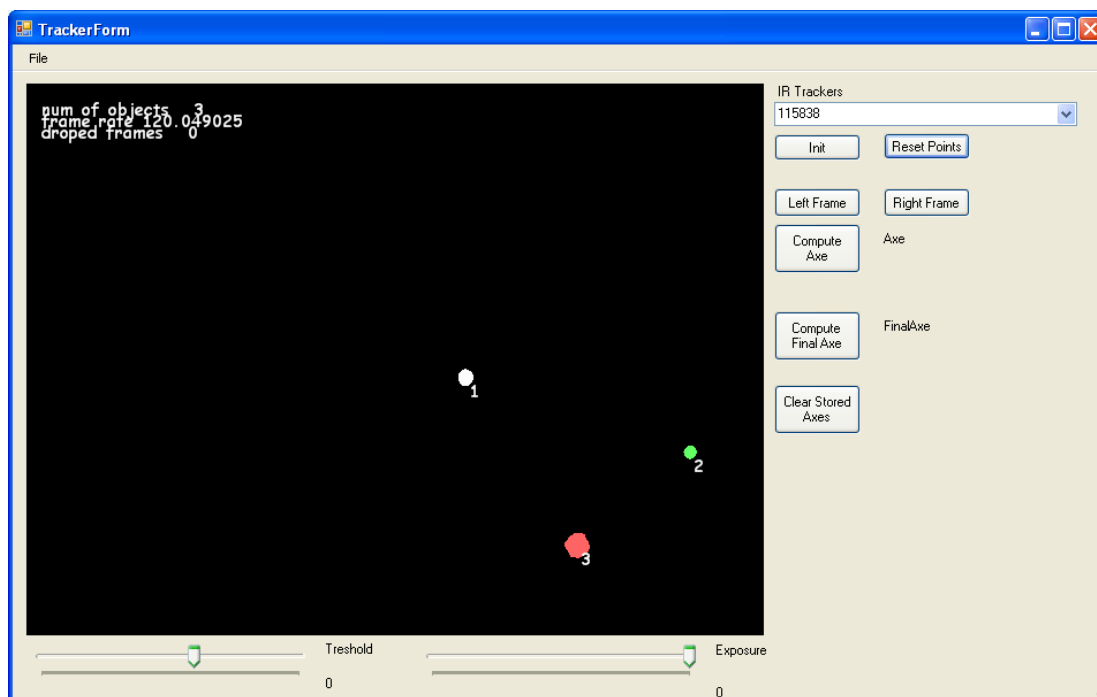 TrackerForm
File
num of objects 3
frame rate 120.049025
droped frames 0
1
2
3
IR Trackers
115838
Init
Reset Points
Left Frame
Right Frame
Compute
Axe
Axe
Compute
Final Axe
FinalAxe
Clear Stored
Axes
Treshold
0
Exposure
0